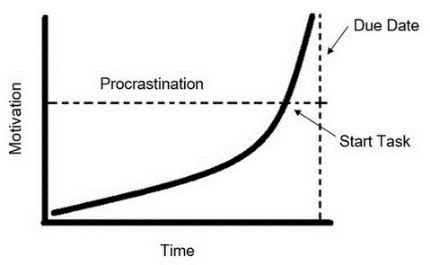 Due Date
Procrastination
Motivation
Start Task
Time